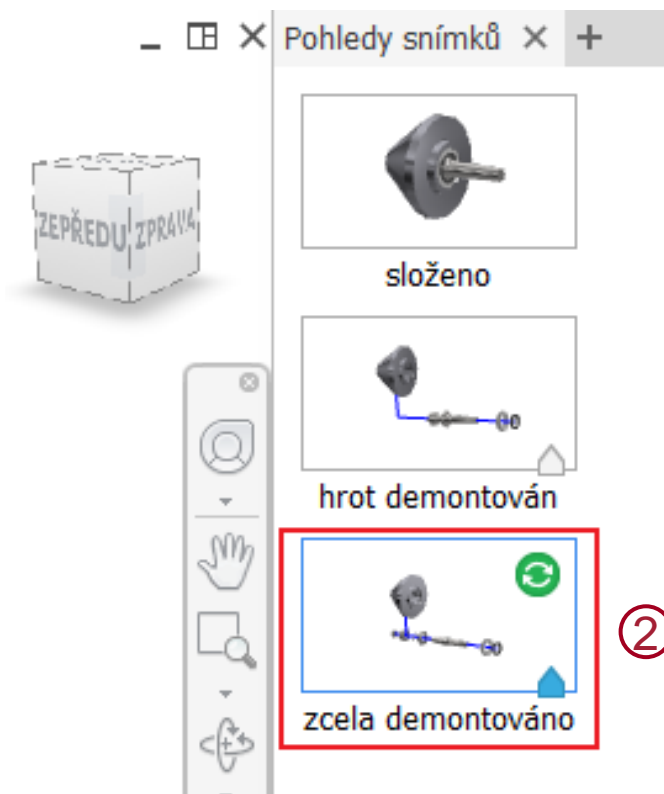 Pohledy snímků
ZEPŘEDU
ZPRAVA
složeno
hrot demontován
zcela demontováno
2